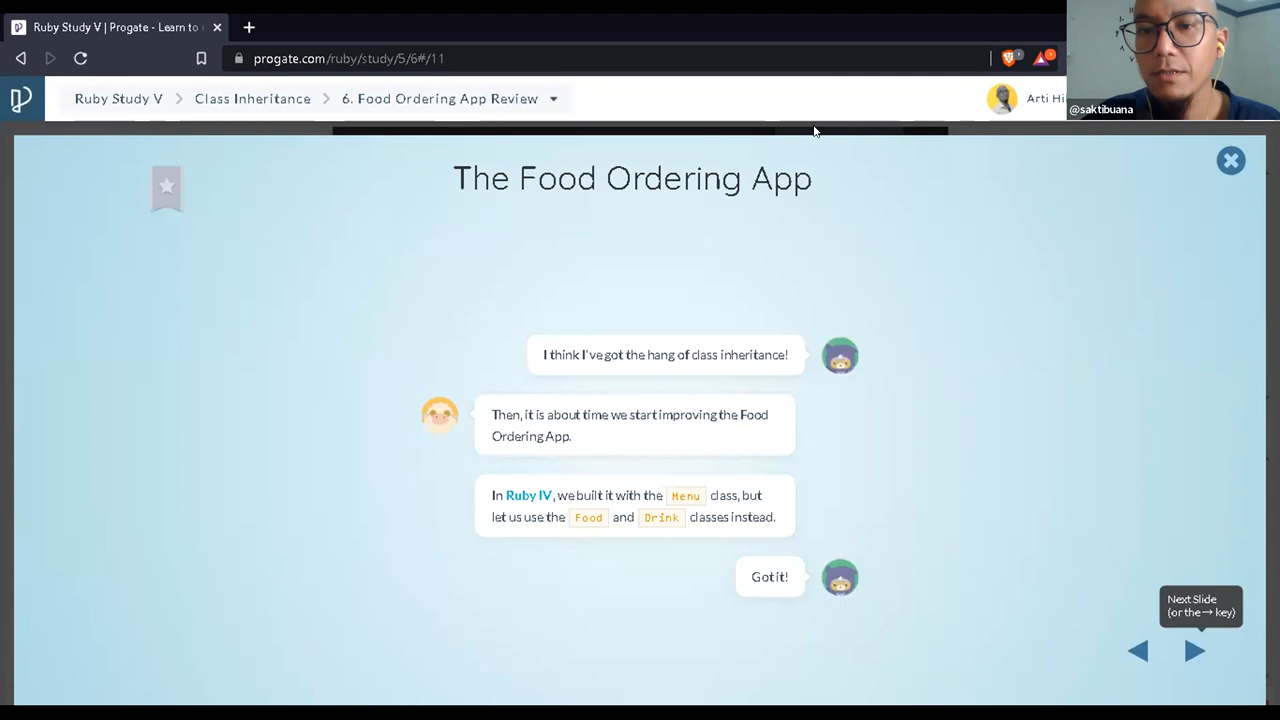 Ruby Study V | Progate - Learn to
progate.com/ruby/study/5/6#/11
Ruby Study V > Class Inheritance > 6. Food Ordering App Review
Arti Hi
@saktibuana
The Food Ordering App
I think I've got the hang of class inheritance!
Then, it is about time we start improving the Food
Ordering App.
In Ruby IV, we built it with the Menu class, but
let us use the Food and Drink classes instead.
Got it!
Next Slide
(or the → key)